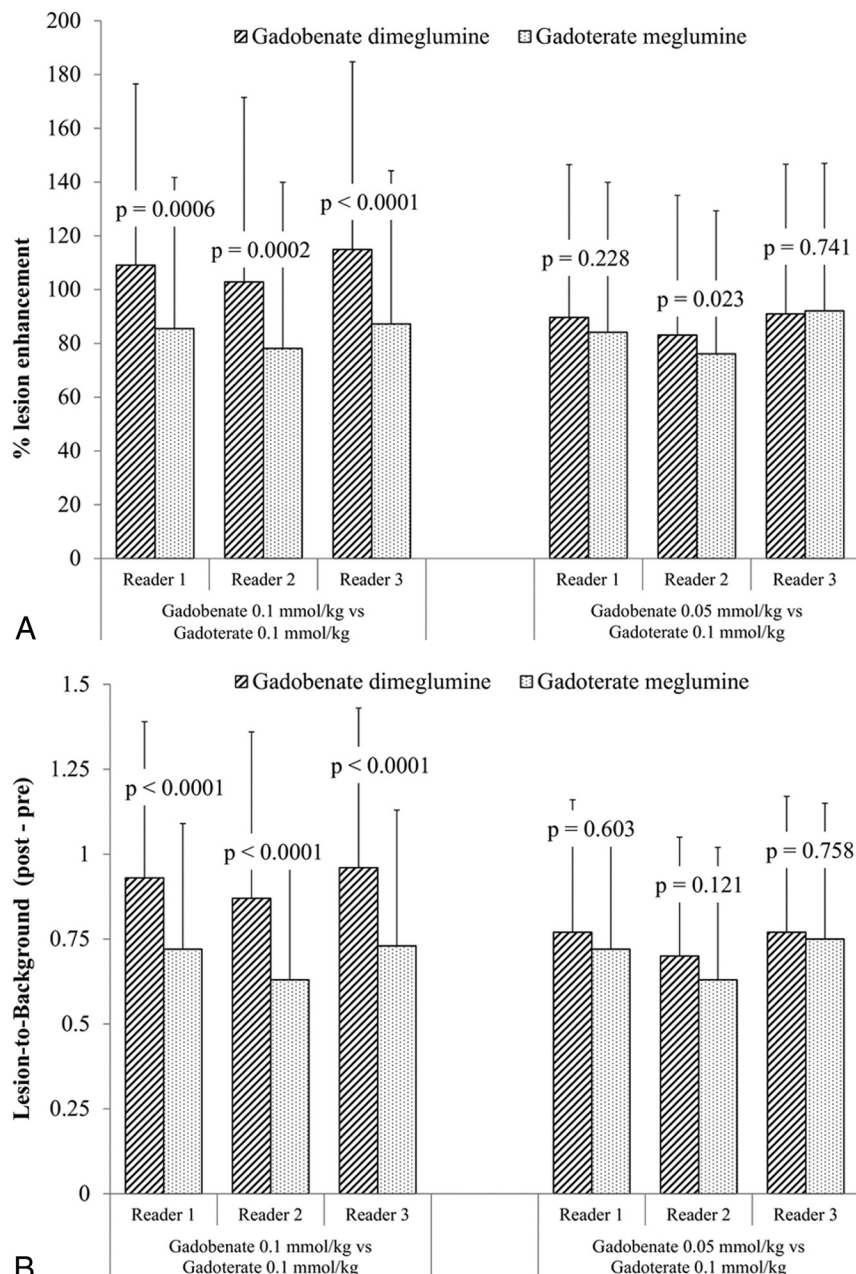 200
180
160
140
120
100
80
60
40
20
0
% lesion enhancement
Gadobenate dimeglumine Gadoterate meglumine
p = 0.0006
p = 0.0002
p < 0.0001
p = 0.228
p = 0.023
p = 0.741
Reader 1 Reader 2 Reader 3 Reader 1 Reader 2 Reader 3
Gadobenate 0.1 mmol/kg vs
Gadoterate 0.1 mmol/kg
Gadobenate 0.05 mmol/kg vs
Gadoterate 0.1 mmol/kg
A
1.5
1.25
1
0.75
0.5
0.25
0
Lesion-to-Background (post - pre)
Gadobenate dimeglumine Gadoterate meglumine
p < 0.0001
p < 0.0001
p < 0.0001
p = 0.603
p = 0.121
p = 0.758
Reader 1 Reader 2 Reader 3 Reader 1 Reader 2 Reader 3
Gadobenate 0.1 mmol/kg vs
Gadoterate 0.1 mmol/kg
Gadobenate 0.05 mmol/kg vs
Gadoterate 0.1 mmol/kg
B